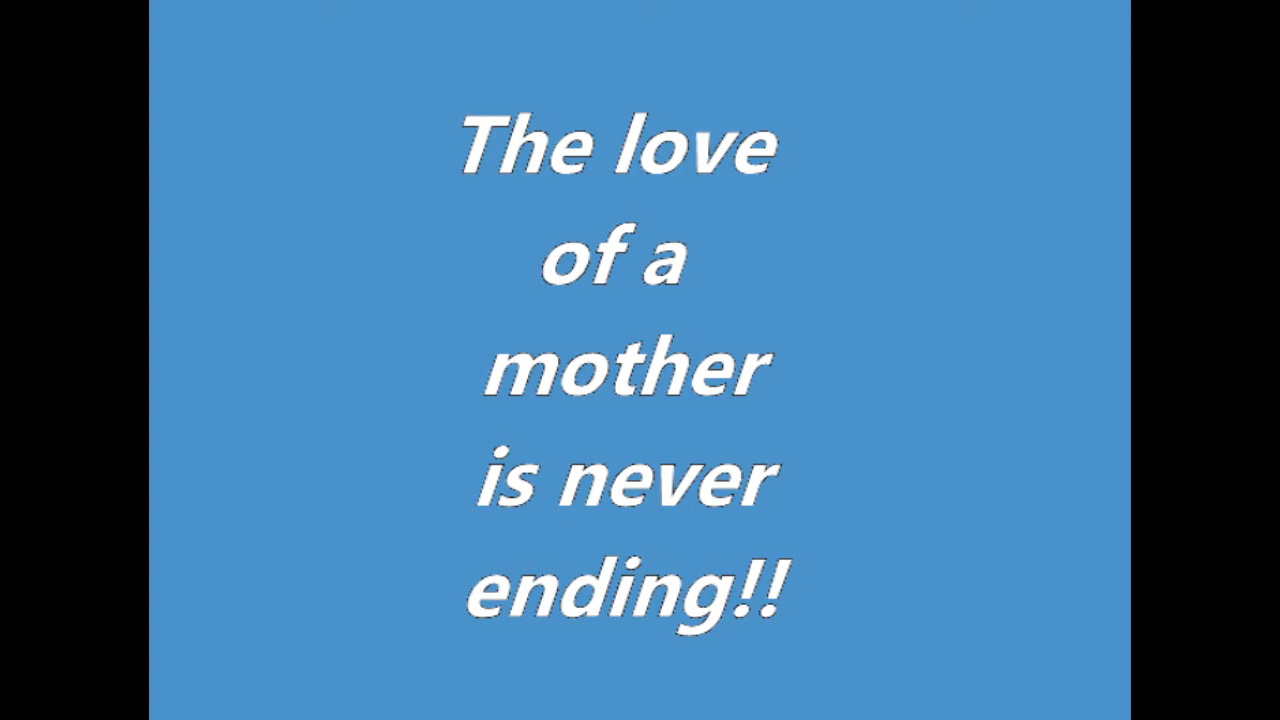 The love
of a
mother
is never
ending!!